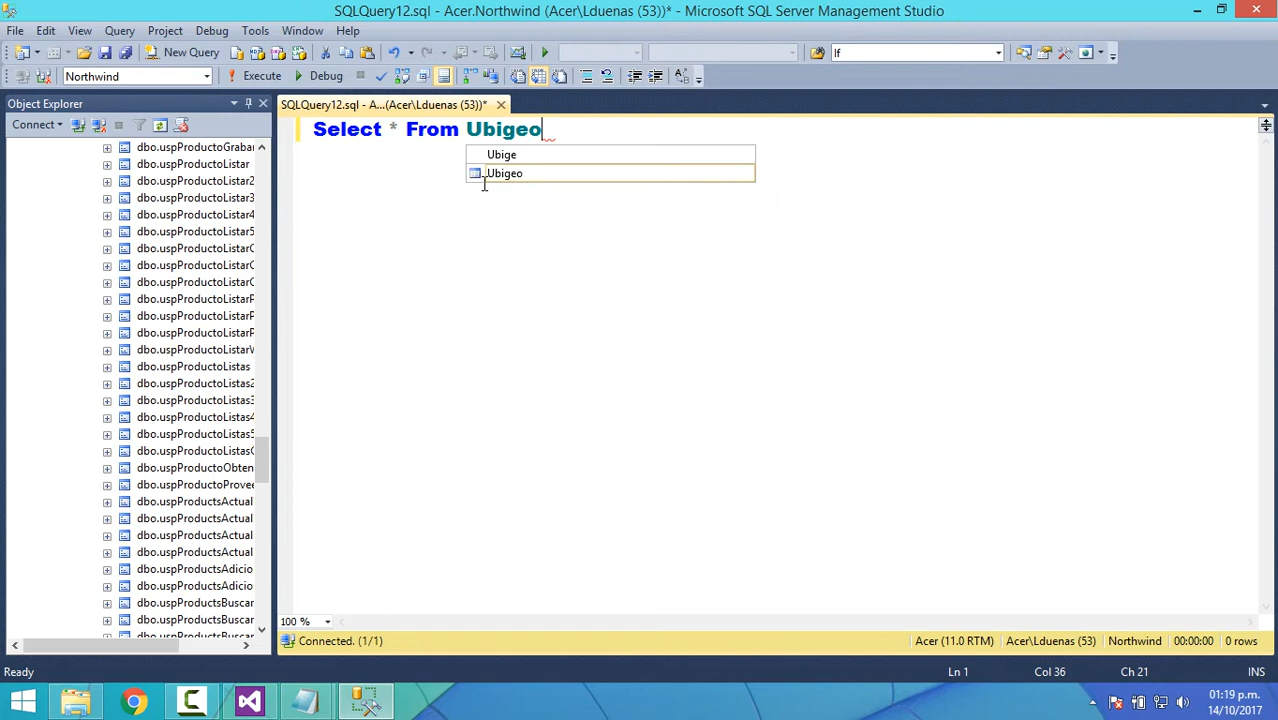 SQLQuery12.sql - Acer.Northwind (Acer\Lduenas (53))* - Microsoft SQL Server Management Studio
File Edit View Query Project Debug Tools Window Help
New Query If
Northwind Execute Debug
Object Explorer
SQLQuery12.sql - A...(Acer\Lduenas (53))*
Connect
Select * From Ubigeo
Ubige
Ubigeo
dbo.uspProductoGrabar
dbo.uspProductoListar
dbo.uspProductoListar2
dbo.uspProductoListar3
dbo.uspProductoListar4
dbo.uspProductoListar5
dbo.uspProductoListarC
dbo.uspProductoListarC
dbo.uspProductoListarC
dbo.uspProductoListarP
dbo.uspProductoListarP
dbo.uspProductoListarP
dbo.uspProductoListarW
dbo.uspProductoListas
dbo.uspProductoListas2
dbo.uspProductoListas3
dbo.uspProductoListas4
dbo.uspProductoListas5
dbo.uspProductoListasC
dbo.uspProductoObten
dbo.uspProductoProvee
dbo.uspProductsActual
dbo.uspProductsActual
dbo.uspProductsActual
dbo.uspProductsActual
dbo.uspProductsAdicio
dbo.uspProductsAdicio
dbo.uspProductsBuscar
dbo.uspProductsBuscar
100 %
Connected. (1/1) Acer (11.0 RTM) Acer\Lduenas (53) Northwind 00:00:00 0 rows
Ready Ln 1 Col 36 Ch 21 INS
01:19 p.m.
14/10/2017